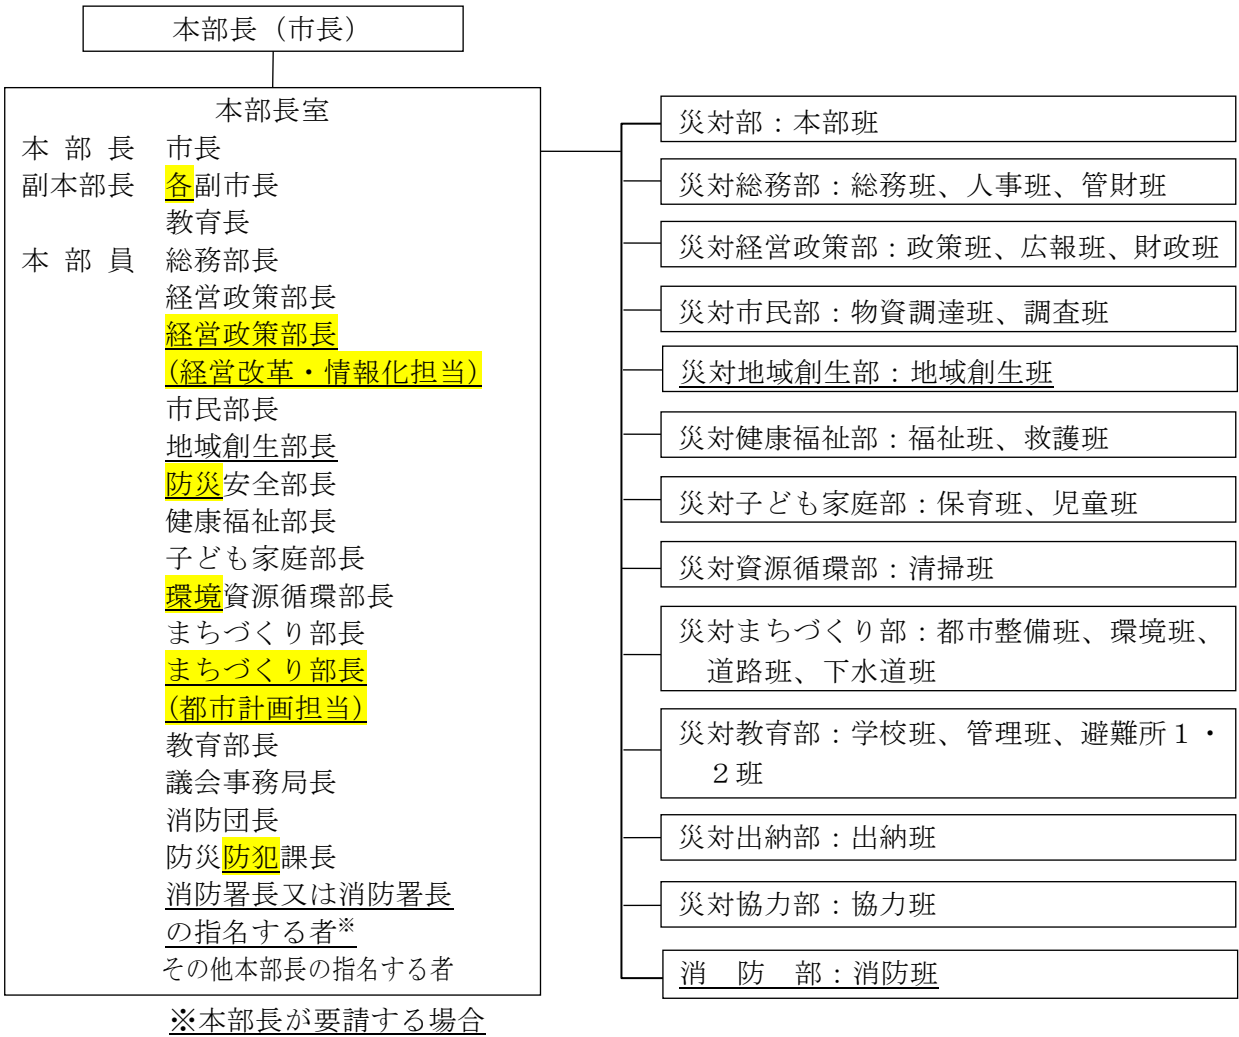 本部長（市長）
本部長室
本 部 長　市長
副本部長　各副市長
教育長
本 部 員　総務部長
経営政策部長
経営政策部長
(経営改革・情報化担当)
市民部長
地域創生部長
防災安全部長
健康福祉部長
子ども家庭部長
環境資源循環部長
まちづくり部長
まちづくり部長
(都市計画担当)
教育部長
議会事務局長
消防団長
防災防犯課長
消防署長又は消防署長
の指名する者※
その他本部長の指名する者
※本部長が要請する場合
災対部：本部班
災対総務部：総務班、人事班、管財班
災対経営政策部：政策班、広報班、財政班
災対市民部：物資調達班、調査班
災対地域創生部：地域創生班
災対健康福祉部：福祉班、救護班
災対子ども家庭部：保育班、児童班
災対資源循環部：清掃班
災対まちづくり部：都市整備班、環境班、
道路班、下水道班
災対教育部：学校班、管理班、避難所１・
２班
災対出納部：出納班
災対協力部：協力班
消　防　部：消防班